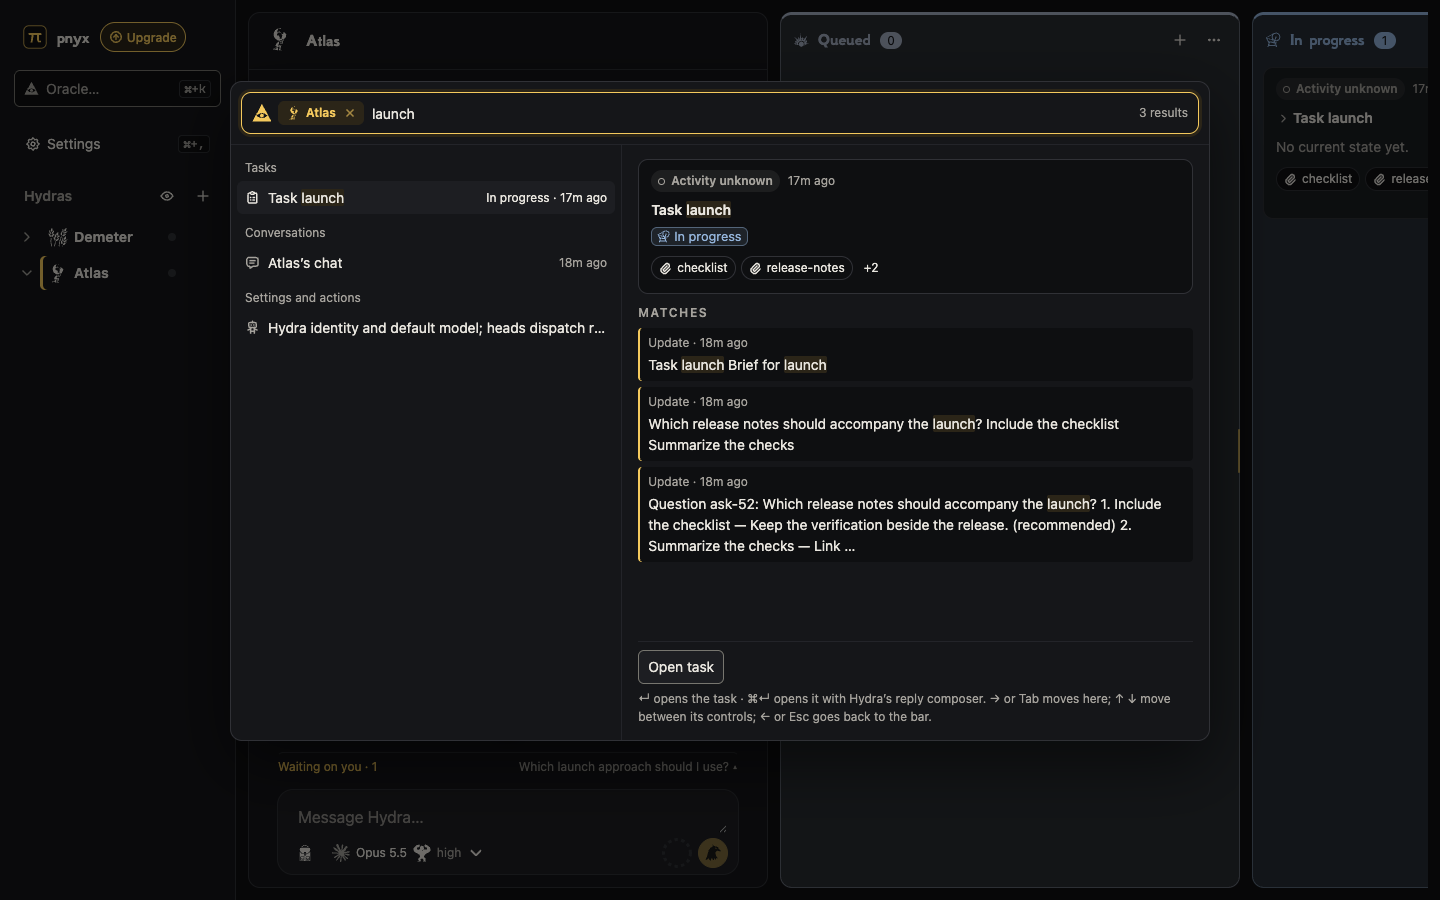 pnyx
Upgrade
Oracle...
⌘+k
Settings
⌘+,
Hydras
Demeter
Atlas
Atlas
Queued 0
In progress 1
Activity unknown 17
Task launch
No current state yet.
checklist release
Atlas × launch
3 results
Tasks
Task launch In progress · 17m ago
Conversations
Atlas's chat 18m ago
Settings and actions
Hydra identity and default model; heads dispatch r...
Activity unknown 17m ago
Task launch
In progress
checklist release-notes +2
MATCHES
Update · 18m ago
Task launch Brief for launch
Update · 18m ago
Which release notes should accompany the launch? Include the checklist
Summarize the checks
Update · 18m ago
Question ask-52: Which release notes should accompany the launch? 1. Include
the checklist — Keep the verification beside the release. (recommended) 2.
Summarize the checks — Link ...
Open task
↵ opens the task · ⌘↵ opens it with Hydra's reply composer. → or Tab moves here; ↑ ↓ move
between its controls; ← or Esc goes back to the bar.
Waiting on you · 1 Which launch approach should I use?
Message Hydra...
Opus 5.5 high